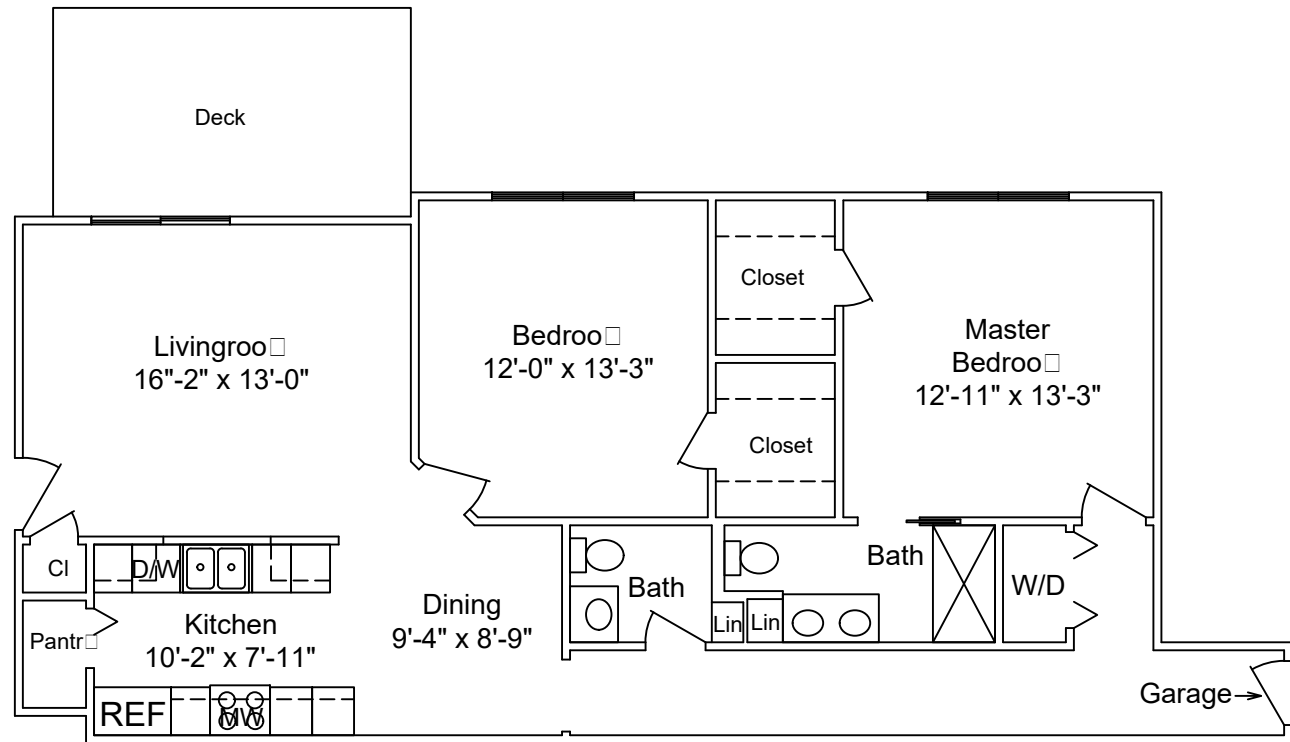 Deck
Livingroo□
16"-2" x 13'-0"
Bedroo□
12'-0" x 13'-3"
Closet
Closet
Master
Bedroo□
12'-11" x 13'-3"
Cl
D/W
Pantr□
Kitchen
10'-2" x 7'-11"
REF
MW
Dining
9'-4" x 8'-9"
Bath
Lin
Lin
Bath
W/D
Garage